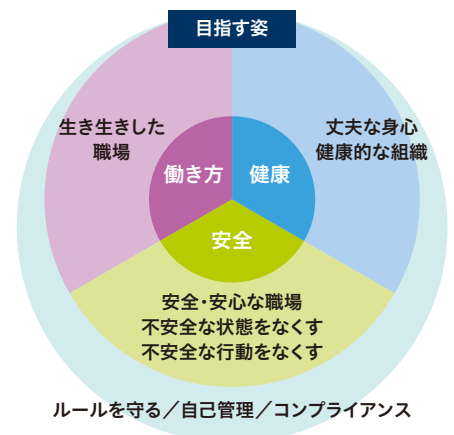 目指す姿
生き生きした
職場
丈夫な身心
健康的な組織
働き方
健康
安全
安全・安心な職場
不安全な状態をなくす
不安全な行動をなくす
ルールを守る／自己管理／コンプライアンス